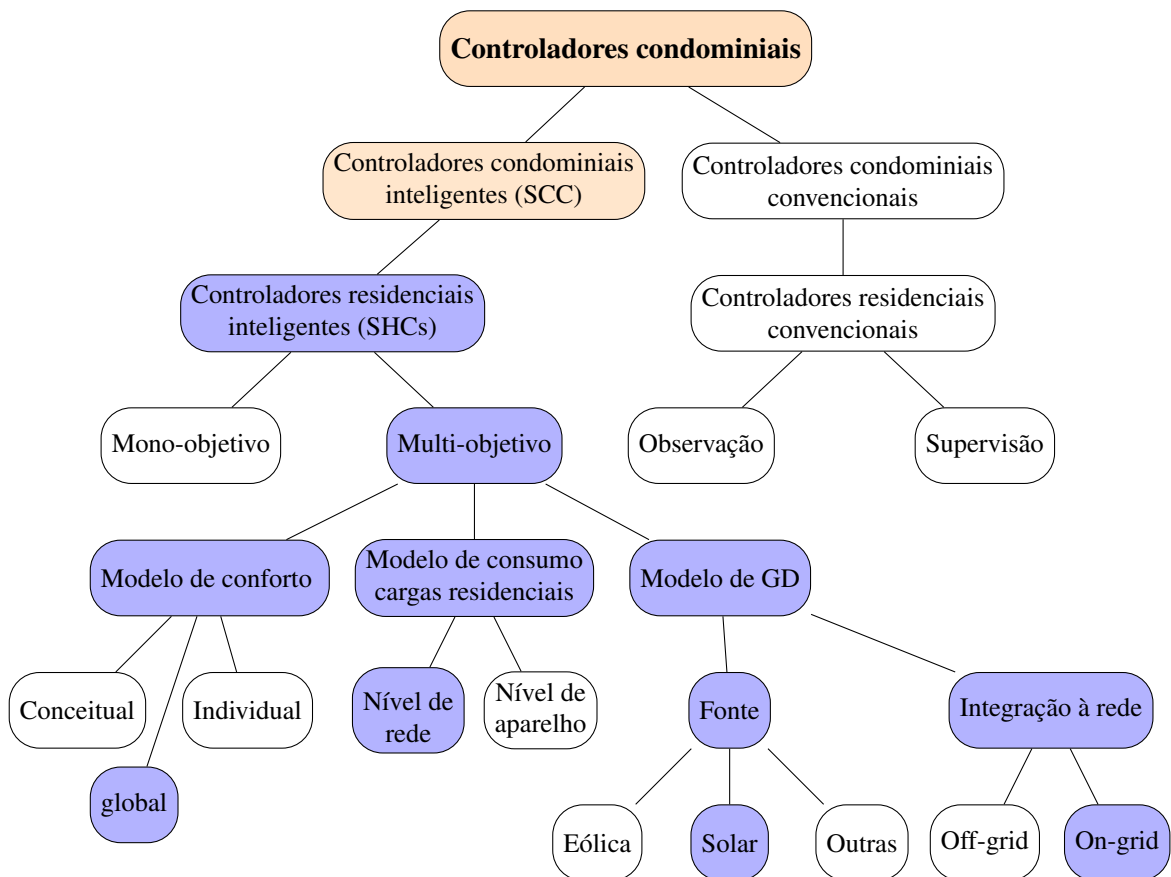 Controladores condominiais
Controladores condominiais
inteligentes (SCC)
Controladores condominiais
convencionais
Controladores residenciais
inteligentes (SHCs)
Controladores residenciais
convencionais
Mono-objetivo
Multi-objetivo
Observação
Supervisão
Modelo de conforto
Modelo de consumo
cargas residenciais
Modelo de GD
Conceitual
Individual
Nível de
rede
Nível de
aparelho
Fonte
Integração à rede
global
Eólica
Solar
Outras
Off-grid
On-grid